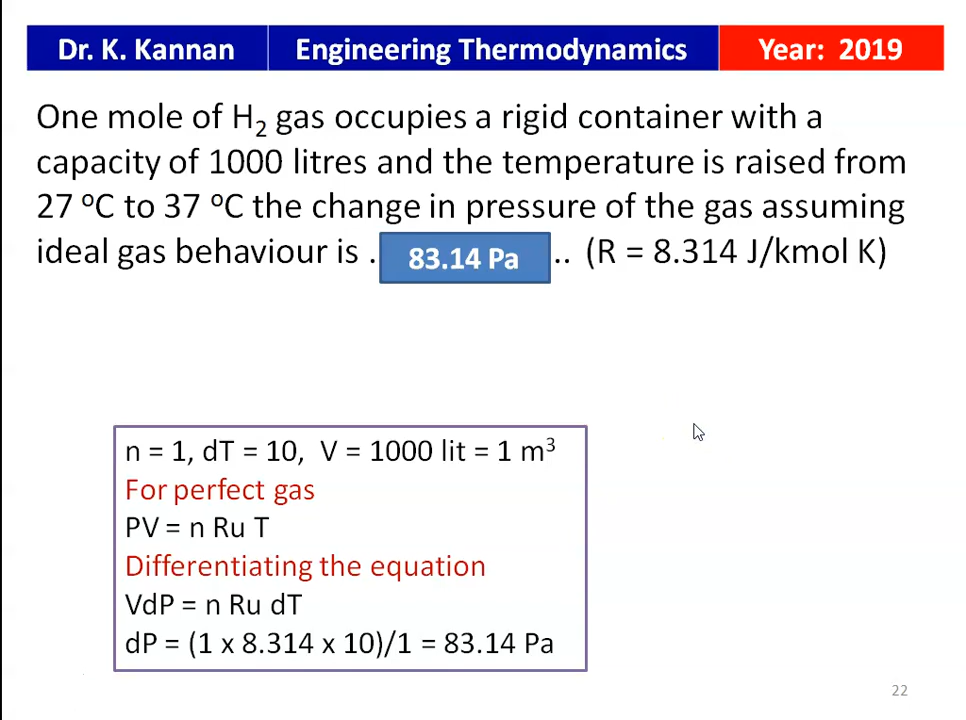 Dr. K. Kannan Engineering Thermodynamics Year: 2019
One mole of H₂ gas occupies a rigid container with a
capacity of 1000 litres and the temperature is raised from
27 ᵒC to 37 ᵒC the change in pressure of the gas assuming
ideal gas behaviour is . 83.14 Pa .. (R = 8.314 J/kmol K)
n = 1, dT = 10, V = 1000 lit = 1 m³
For perfect gas
PV = n Ru T
Differentiating the equation
VdP = n Ru dT
dP = (1 x 8.314 x 10)/1 = 83.14 Pa
22